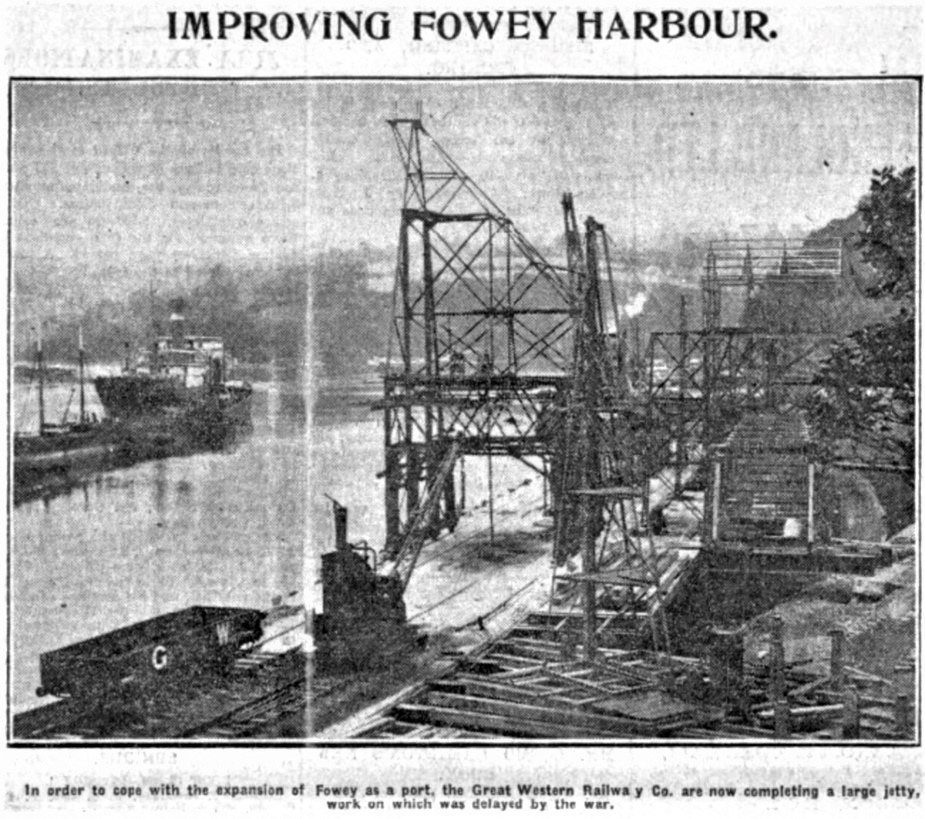 IMPROVING FOWEY HARBOUR.
G W
In order to cope with the expansion of Fowey as a port, the Great Western Railwa y Co. are now completing a large jetty,
work on which was delayed by the war.